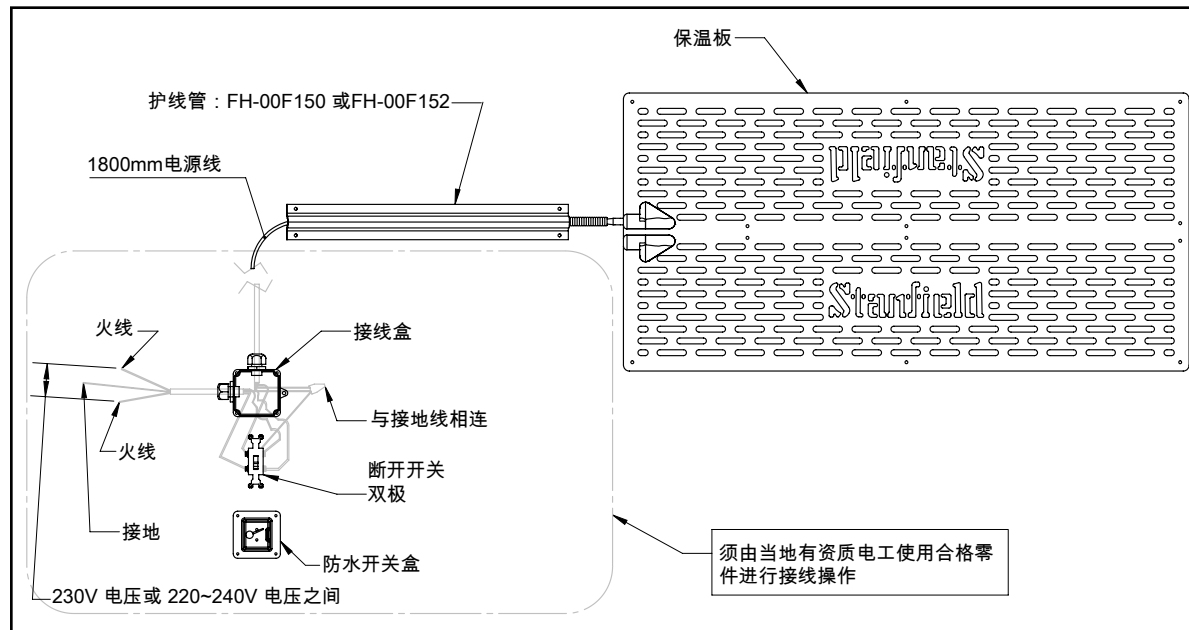 保温板
护线管：FH-00F150 或FH-00F152
1800mm电源线
Stanfield
Stanfield
火线
接线盒
与接地线相连
火线
断开开关
双极
接地
防水开关盒
须由当地有资质电工使用合格零
件进行接线操作
230V 电压或 220~240V 电压之间